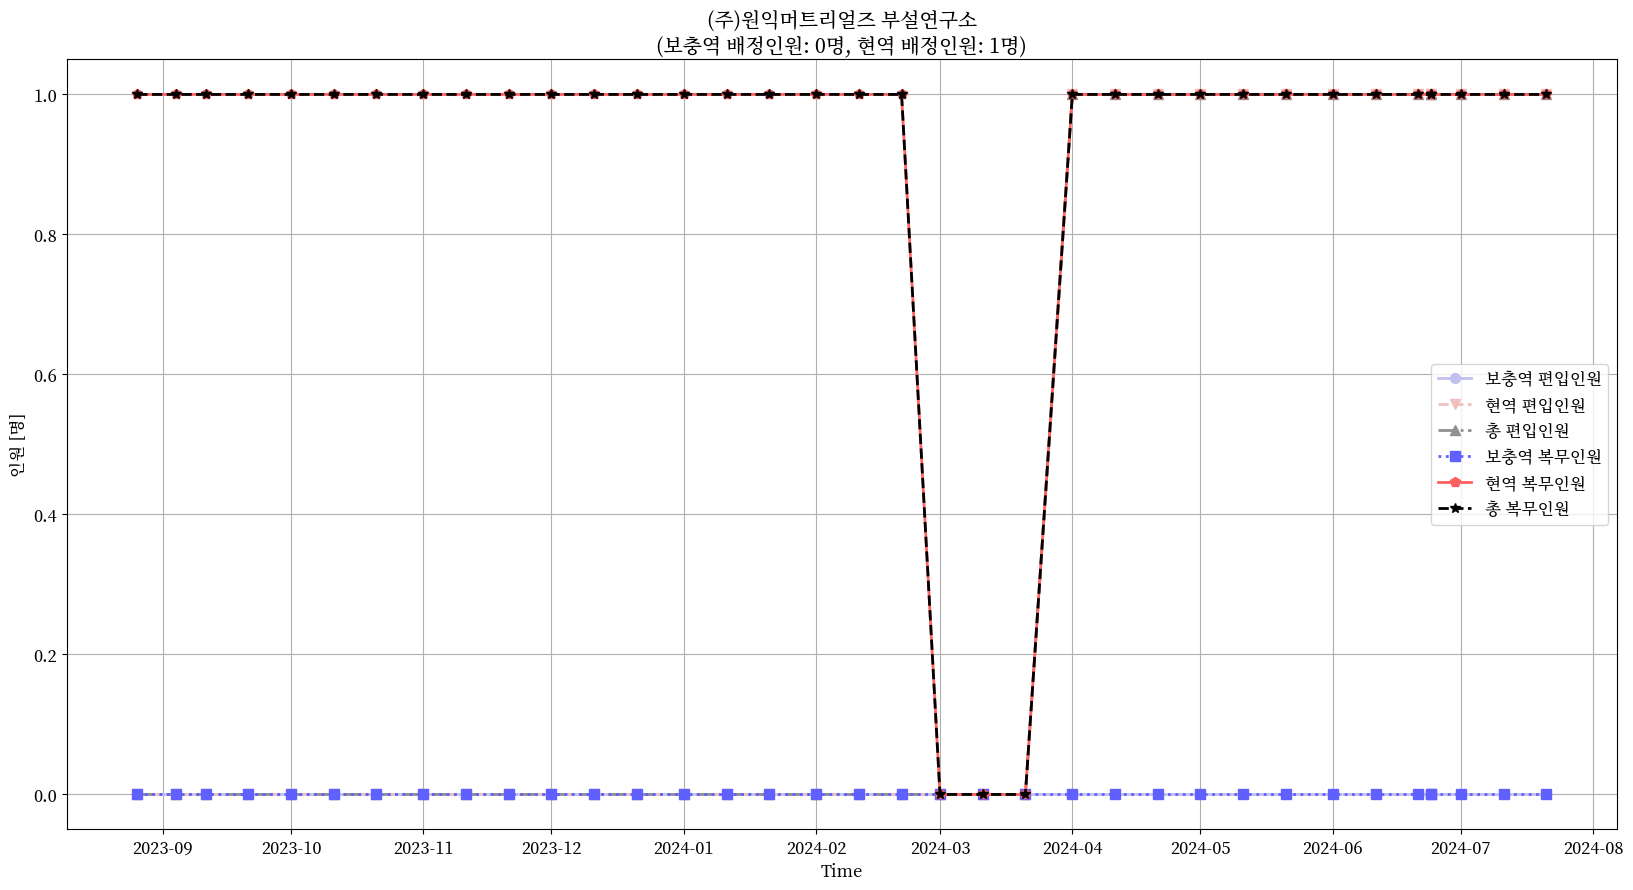 (주)원익머트리얼즈 부설연구소
(보충역 배정인원: 0명, 현역 배정인원: 1명)
1.0
0.8
0.6
0.4
0.2
0.0
인원 [명]
보충역 편입인원
현역 편입인원
총 편입인원
보충역 복무인원
현역 복무인원
총 복무인원
2023-09
2023-10
2023-11
2023-12
2024-01
2024-02
2024-03
2024-04
2024-05
2024-06
2024-07
2024-08
Time